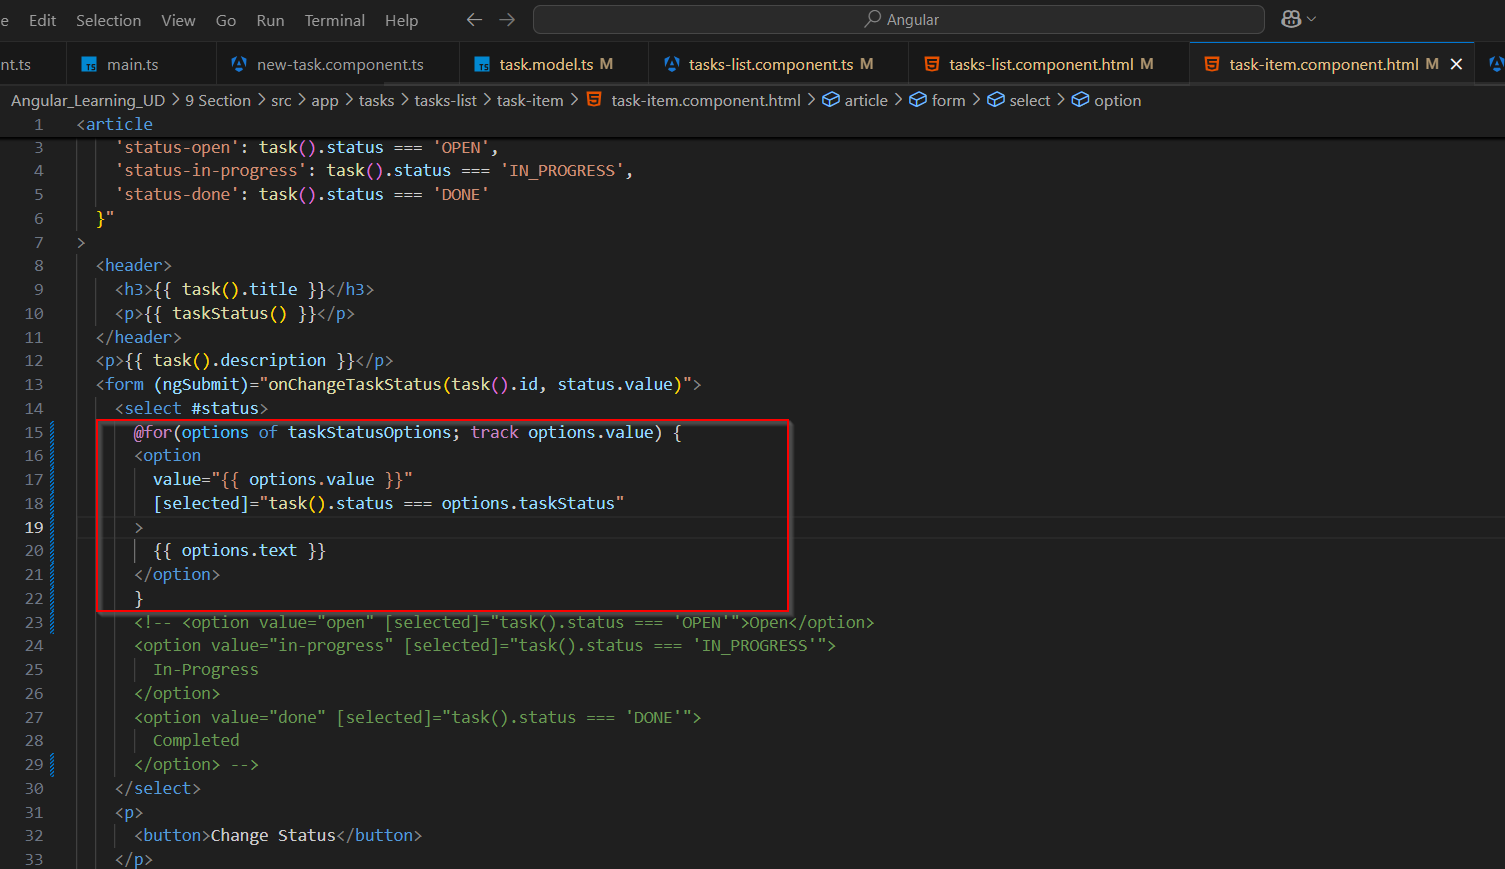 e Edit Selection View Go Run Terminal Help Angular
nt.ts main.ts new-task.component.ts task.model.ts M tasks-list.component.ts M tasks-list.component.html M task-item.component.html M
Angular_Learning_UD > 9 Section > src > app > tasks > tasks-list > task-item > task-item.component.html > article > form > select > option
1 <article
3 'status-open': task().status === 'OPEN',
4 'status-in-progress': task().status === 'IN_PROGRESS',
5 'status-done': task().status === 'DONE'
6 }"
7 >
8 <header>
9 <h3>{{ task().title }}</h3>
10 <p>{{ taskStatus() }}</p>
11 </header>
12 <p>{{ task().description }}</p>
13 <form (ngSubmit)="onChangeTaskStatus(task().id, status.value)">
14 <select #status>
15 @for(options of taskStatusOptions; track options.value) {
16 <option
17 value="{{ options.value }}"
18 [selected]="task().status === options.taskStatus"
19 >
20 {{ options.text }}
21 </option>
22 }
23 <!-- <option value="open" [selected]="task().status === 'OPEN'">Open</option>
24 <option value="in-progress" [selected]="task().status === 'IN_PROGRESS'">
25 In-Progress
26 </option>
27 <option value="done" [selected]="task().status === 'DONE'">
28 Completed
29 </option> -->
30 </select>
31 <p>
32 <button>Change Status</button>
33 </p>